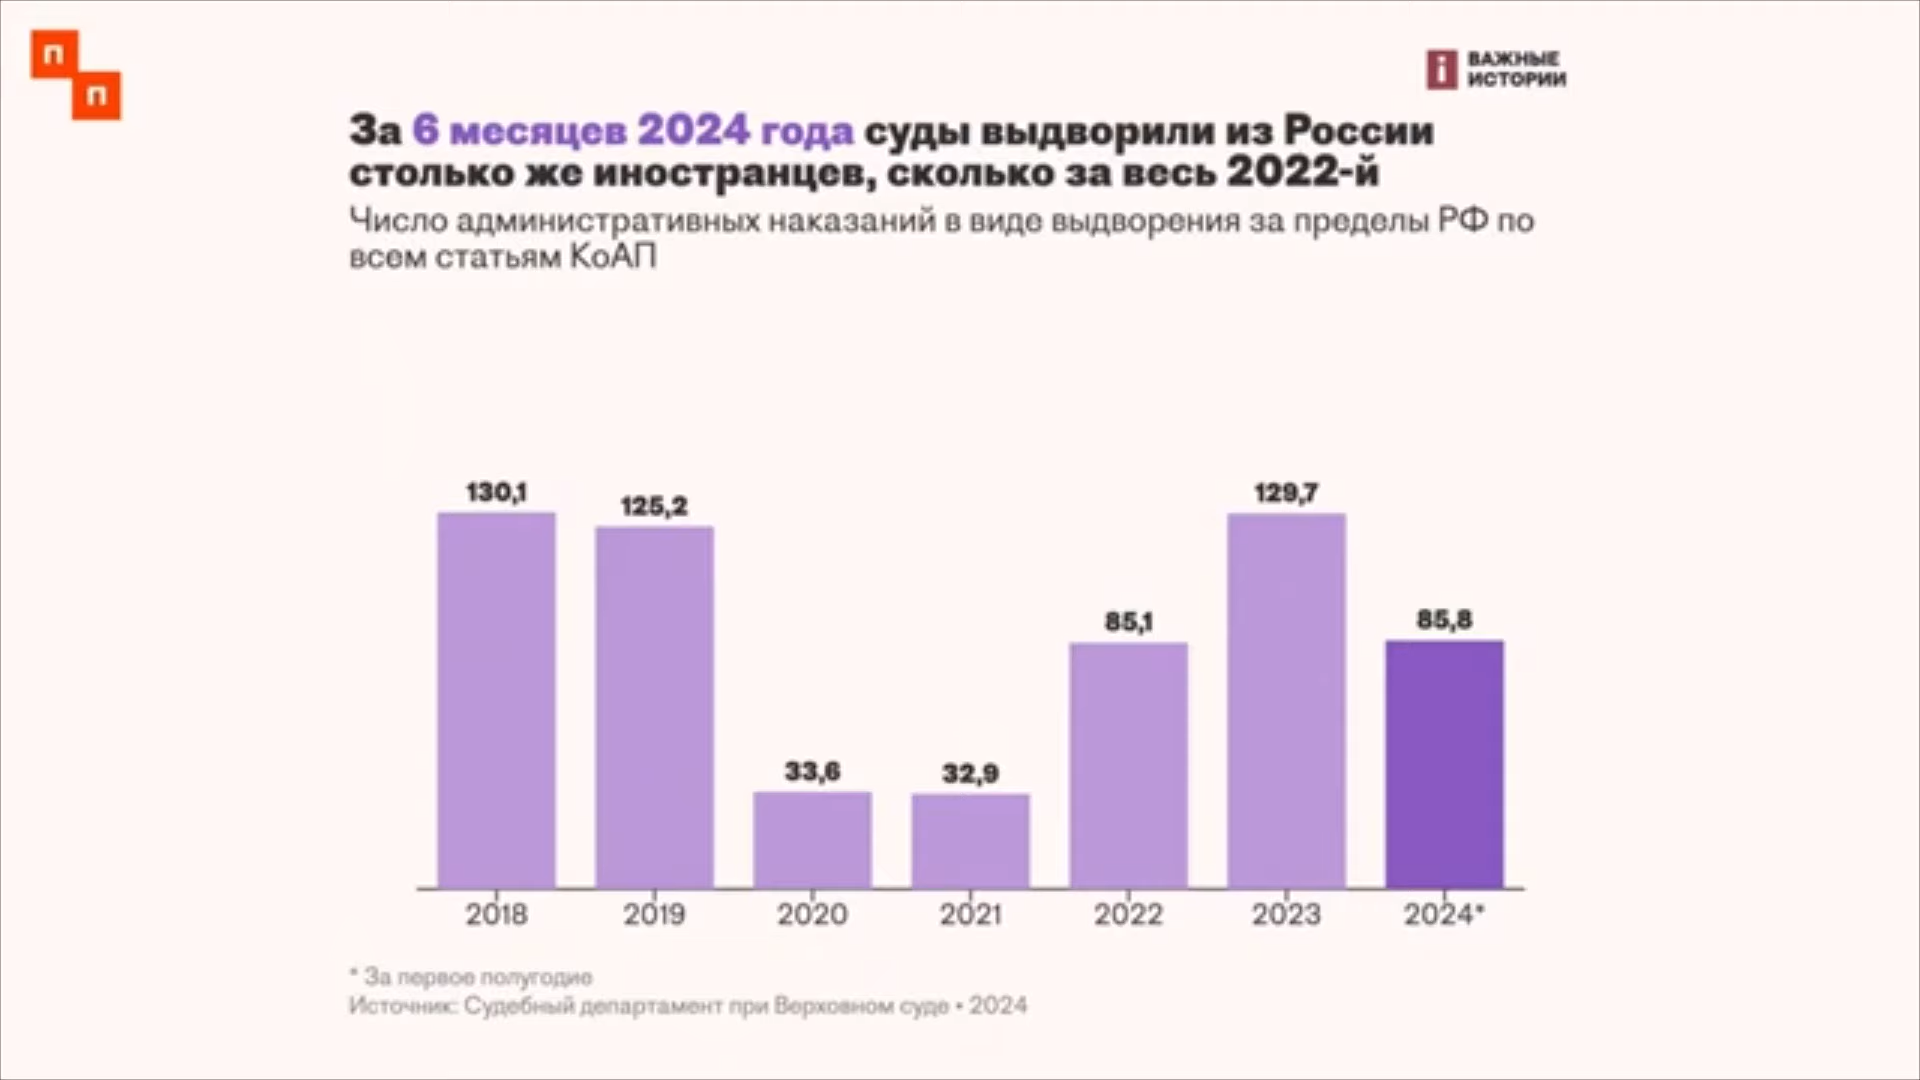 П
П
ВАЖНЫЕ
ИСТОРИИ
За 6 месяцев 2024 года суды выдворили из России
столько же иностранцев, сколько за весь 2022-й
Число административных наказаний в виде выдворения за пределы РФ по
всем статьям КоАП
130,1
125,2
33,6
32,9
85,1
129,7
85,8
2018
2019
2020
2021
2022
2023
2024*
* За первое полугодие
Источник: Судебный департамент при Верховном суде • 2024